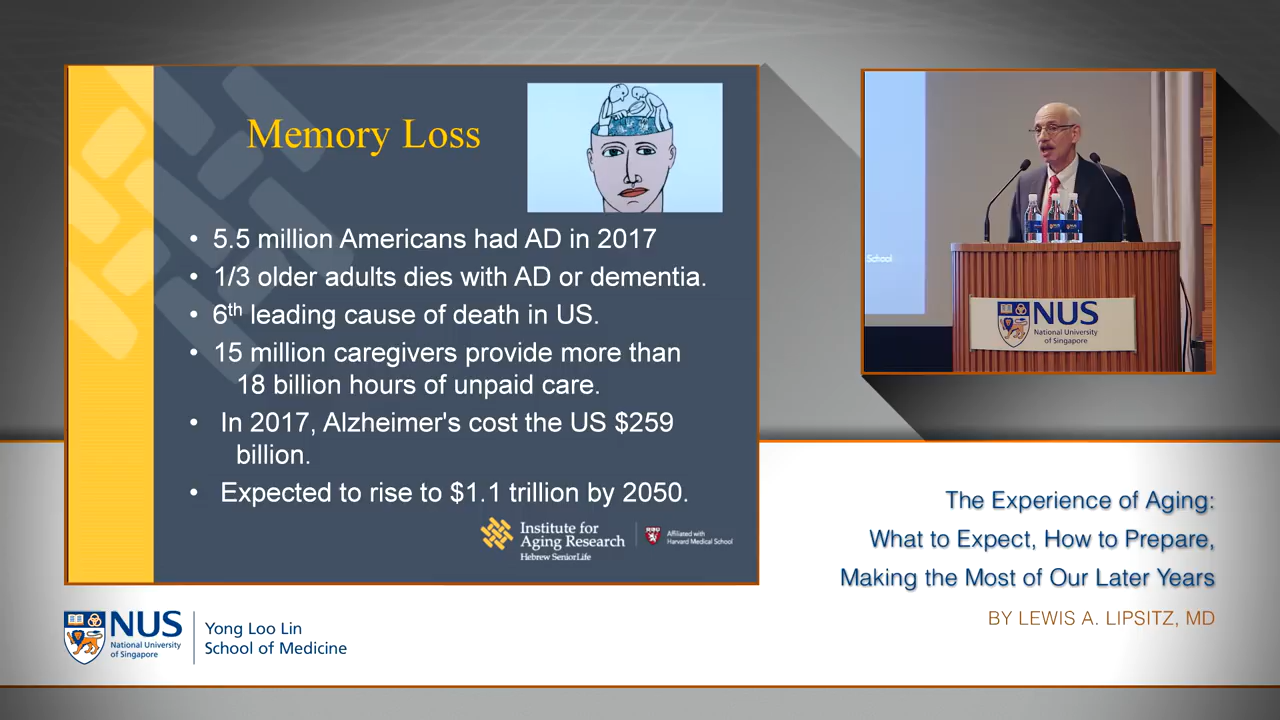 Memory Loss
• 5.5 million Americans had AD in 2017
• 1/3 older adults dies with AD or dementia.
• 6th leading cause of death in US.
• 15 million caregivers provide more than
18 billion hours of unpaid care.
• In 2017, Alzheimer's cost the US $259
billion.
• Expected to rise to $1.1 trillion by 2050.
Institute for
Aging Research
Hebrew SeniorLife
Affiliated with
Harvard Medical School
School
NUS
National University
of Singapore
The Experience of Aging:
What to Expect, How to Prepare,
Making the Most of Our Later Years
BY LEWIS A. LIPSITZ, MD
NUS
National University
of Singapore
Yong Loo Lin
School of Medicine